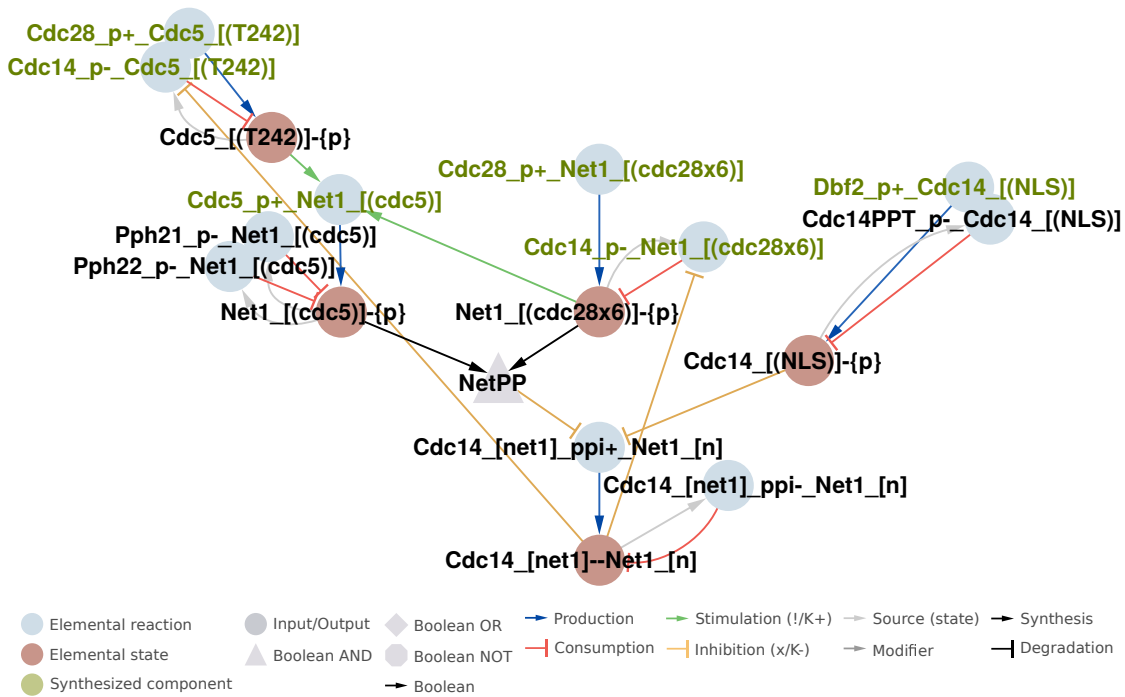 Cdc28_p+_Cdc5_[(T242)]
Cdc14_p-_Cdc5_[(T242)]
Cdc5_[(T242)]-{p}
Cdc28_p+_Net1_[(cdc28x6)]
Dbf2_p+_Cdc14_[(NLS)]
Cdc5_p+_Net1_[(cdc5)]
Cdc14PPT_p-_Cdc14_[(NLS)]
Pph21_p-_Net1_[(cdc5)]
Cdc14_p-_Net1_[(cdc28x6)]
Pph22_p-_Net1_[(cdc5)]
Net1_[(cdc5)]-{p}
Net1_[(cdc28x6)]-{p}
Cdc14_[(NLS)]-{p}
NetPP
Cdc14_[net1]_ppi+_Net1_[n]
Cdc14_[net1]_ppi-_Net1_[n]
Cdc14_[net1]--Net1_[n]
Elemental reaction
Elemental state
Synthesized component
Input/Output
Boolean AND
Boolean OR
Boolean NOT
Boolean
Production
Consumption
Stimulation (!/K+)
Inhibition (x/K-)
Source (state)
Modifier
Synthesis
Degradation